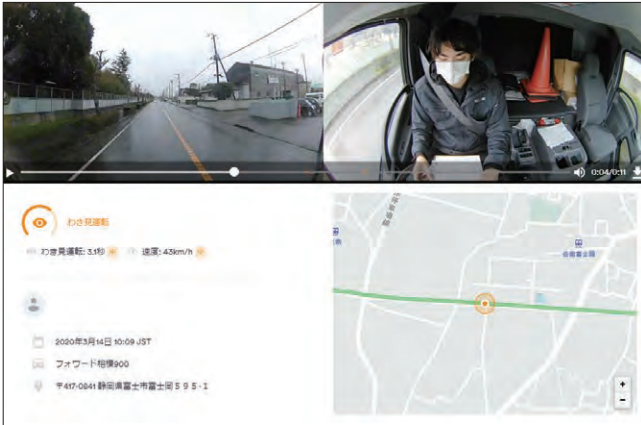 0:04/0:11
わき見運転
わき見運転: 3.1秒
速度: 43km/h
2020年3月14日 10:09 JST
フォワード相模900
〒417-0841 静岡県富士市富士岡５９５-１
+
-